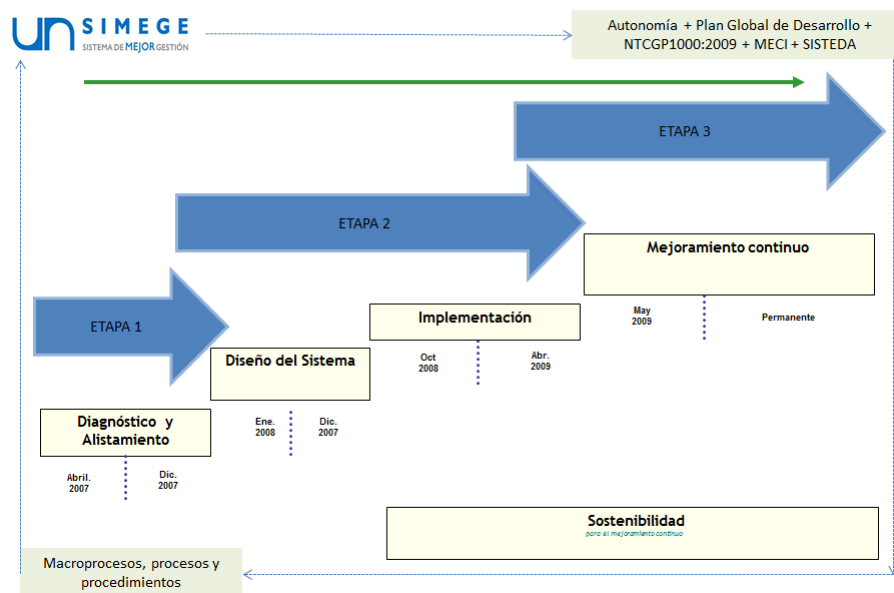 un SIMEGE
SISTEMA DE MEJOR GESTIÓN
Autonomía + Plan Global de Desarrollo +
NTCGP1000:2009 + MECI + SISTEDA
ETAPA 3
ETAPA 2
Mejoramiento continuo
May
2009
Permanente
ETAPA 1
Implementación
Oct
2008
Abr.
2009
Diseño del Sistema
Ene.
2008
Dic.
2007
Diagnóstico y
Alistamiento
Abril.
2007
Dic.
2007
Sostenibilidad
para el mejoramiento continuo
Macroprocesos, procesos y
procedimientos